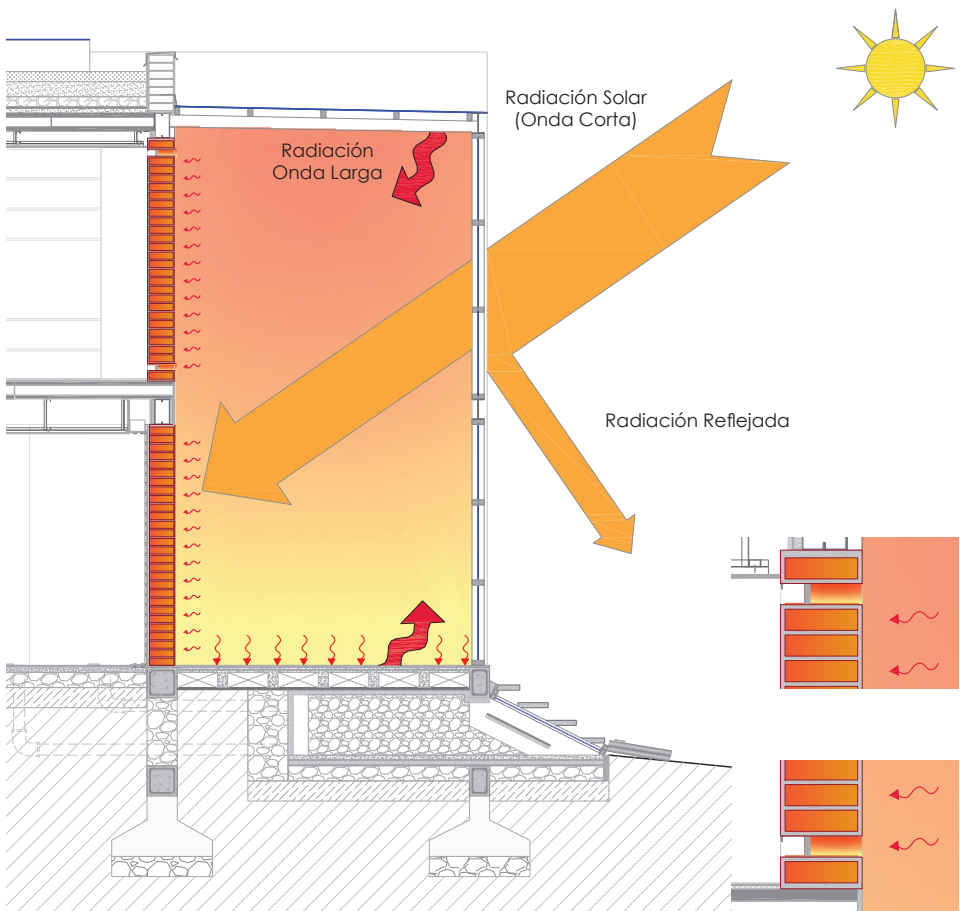 Radiación Solar
(Onda Corta)
Radiación
Onda Larga
Radiación Reflejada